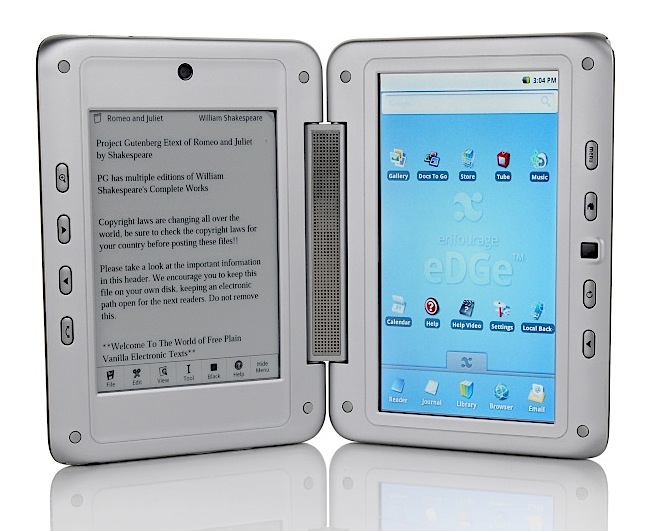 Romeo and Juliet William Shakespeare
Project Gutenberg Etext of Romeo and Juliet
by Shakespeare
PG has multiple editions of William
Shakespeare's Complete Works
Copyright laws are changing all over the
world, be sure to check the copyright laws for
your country before posting these files!!
Please take a look at the important information
in this header. We encourage you to keep this
file on your own disk, keeping an electronic
path open for the next readers. Do not remove
this.
**Welcome To The World of Free Plain
Vanilla Electronic Texts**
File Edit View Tool Black Help Hide
Menu
3:04 PM
Gallery Docs To Go Store Tube Music
entourage
eDGe™
Calendar Help Help Video Settings Local Back-
Reader Journal Library Browser Email
menu